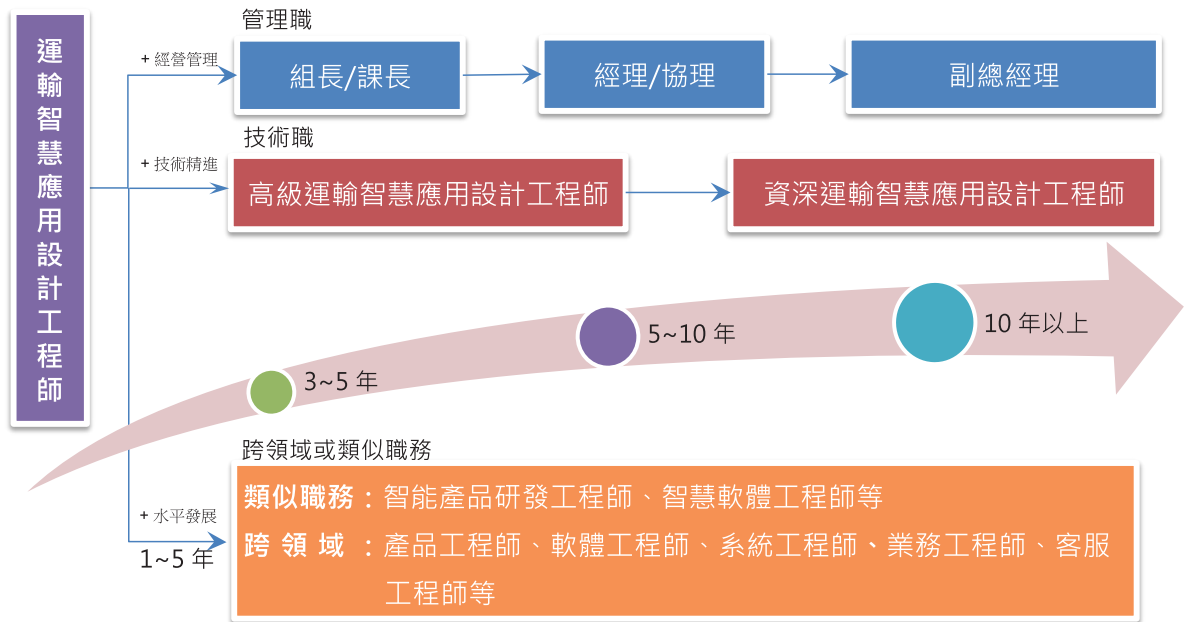 運輸智慧應用設計工程師
管理職
+ 經營管理
組長/課長
經理/協理
副總經理
技術職
+ 技術精進
高級運輸智慧應用設計工程師
資深運輸智慧應用設計工程師
3~5 年
5~10 年
10 年以上
跨領域或類似職務
+ 水平發展
1~5 年
類似職務：智能產品研發工程師、智慧軟體工程師等
跨 領 域 ：產品工程師、軟體工程師、系統工程師、業務工程師、客服
工程師等